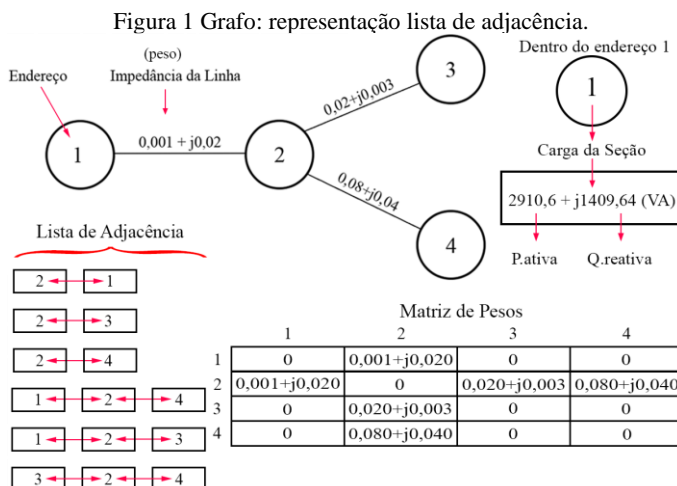 Figura 1 Grafo: representação lista de adjacência.
(peso)
Endereço
Impedância da Linha
1
0,001 + j0,02
2
0,02+j0,003
3
0,08+j0,04
4
Dentro do endereço 1
1
Carga da Seção
2910,6 + j1409,64 (VA)
P.ativa Q.reativa
Lista de Adjacência
2 1
2 3
2 4
1 2 4
1 2 3
3 2 4
Matriz de Pesos
1 2 3 4
1 0 0,001+j0,020 0 0
2 0,001+j0,020 0 0,020+j0,003 0,080+j0,040
3 0 0,020+j0,003 0 0
4 0 0,080+j0,040 0 0